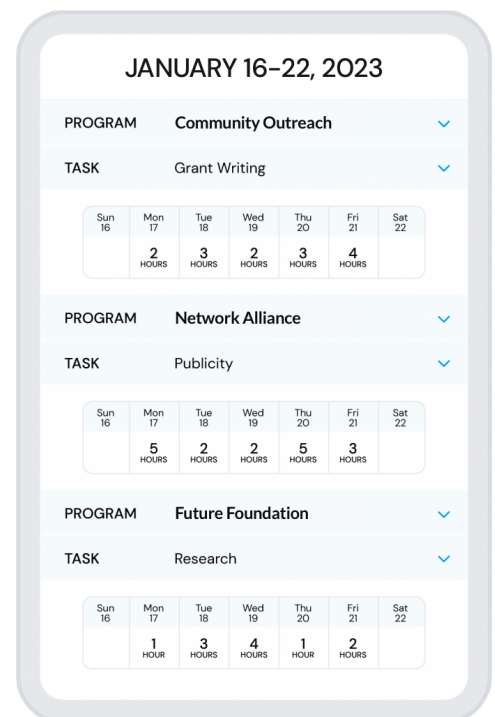 JANUARY 16-22, 2023
PROGRAM Community Outreach
TASK Grant Writing
Sun Mon Tue Wed Thu Fri Sat
16 17 18 19 20 21 22
2 3 2 3 4
HOURS HOURS HOURS HOURS HOURS
PROGRAM Network Alliance
TASK Publicity
Sun Mon Tue Wed Thu Fri Sat
16 17 18 19 20 21 22
5 2 2 5 3
HOURS HOURS HOURS HOURS HOURS
PROGRAM Future Foundation
TASK Research
Sun Mon Tue Wed Thu Fri Sat
16 17 18 19 20 21 22
1 3 4 1 2
HOUR HOURS HOURS HOUR HOURS